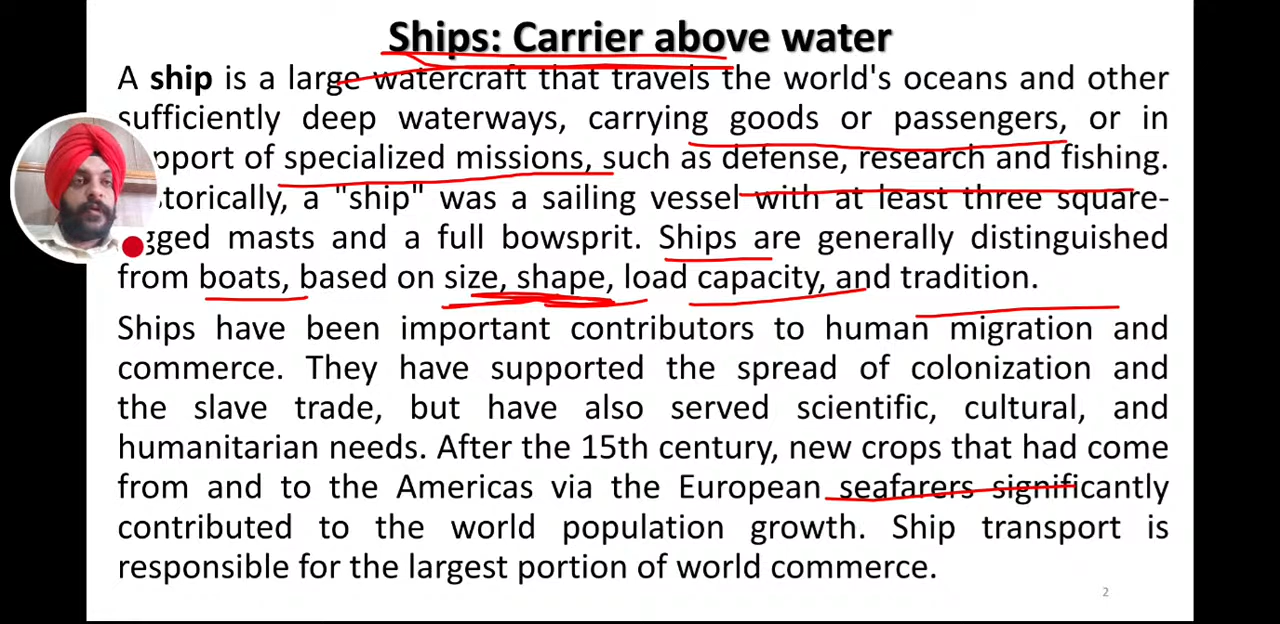 Ships: Carrier above water
A ship is a large watercraft that travels the world's oceans and other
sufficiently deep waterways, carrying goods or passengers, or in
pport of specialized missions, such as defense, research and fishing.
torically, a "ship" was a sailing vessel with at least three square-
gged masts and a full bowsprit. Ships are generally distinguished
from boats, based on size, shape, load capacity, and tradition.
Ships have been important contributors to human migration and
commerce. They have supported the spread of colonization and
the slave trade, but have also served scientific, cultural, and
humanitarian needs. After the 15th century, new crops that had come
from and to the Americas via the European seafarers significantly
contributed to the world population growth. Ship transport is
responsible for the largest portion of world commerce.
2